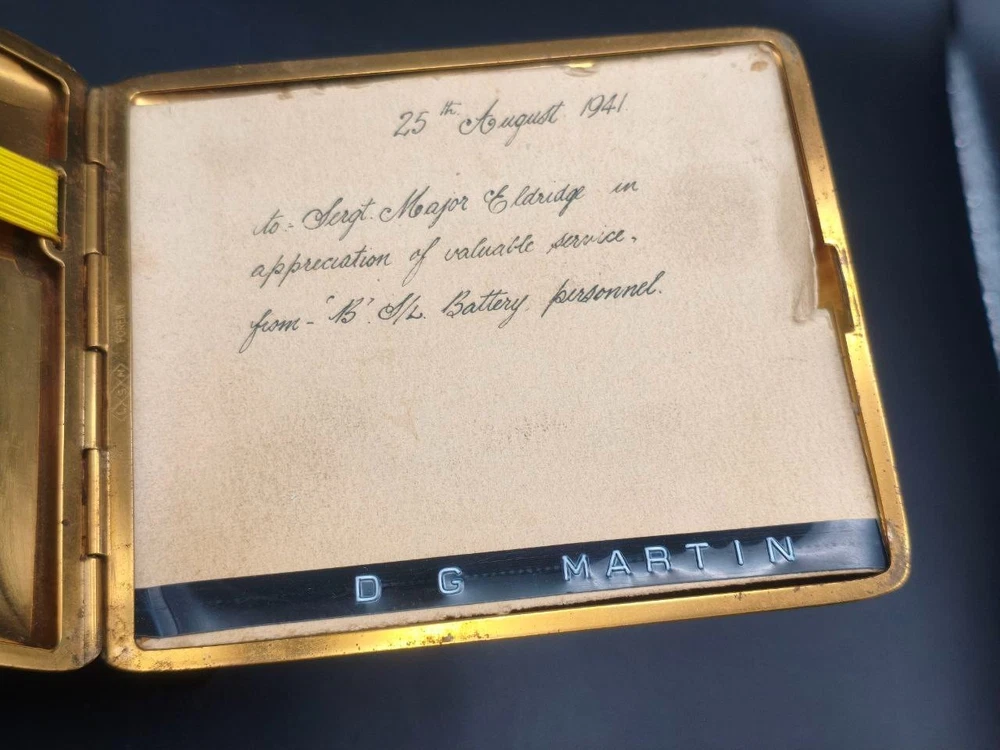 25th August 1941.
to - Sergt. Major Eldridge in
appreciation of valuable service,
from - 'B'. S/L. Battery personnel.
D G MARTIN